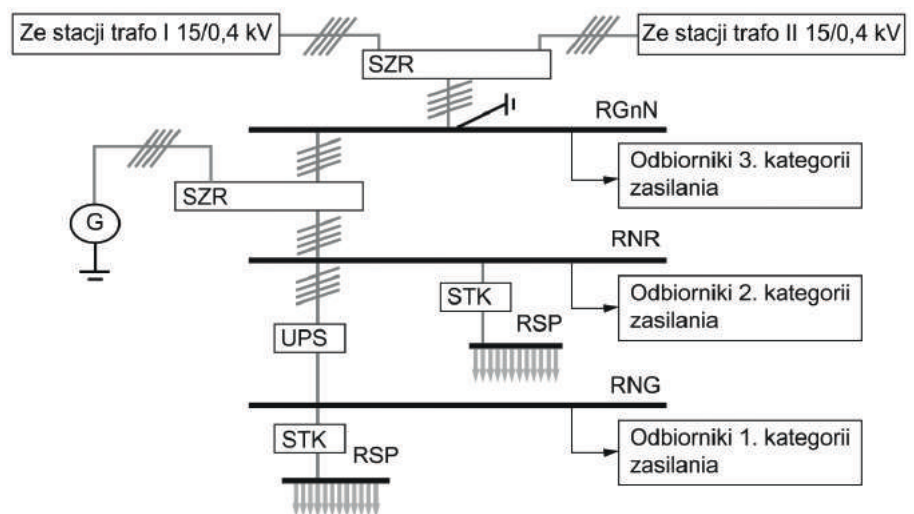 Ze stacji trafo I 15/0,4 kV
Ze stacji trafo II 15/0,4 kV
SZR
RGnN
Odbiorniki 3. kategorii
zasilania
SZR
G
RNR
STK
Odbiorniki 2. kategorii
zasilania
UPS
RSP
RNG
STK
Odbiorniki 1. kategorii
zasilania
RSP